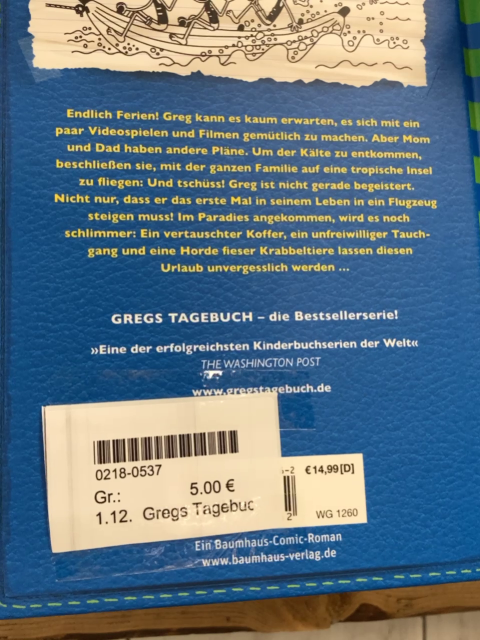 Endlich Ferien! Greg kann es kaum erwarten, es sich mit ein
paar Videospielen und Filmen gemütlich zu machen. Aber Mom
und Dad haben andere Pläne. Um der Kälte zu entkommen,
beschließen sie, mit der ganzen Familie auf eine tropische Insel
zu fliegen: Und tschüss! Greg ist nicht gerade begeistert.
Nicht nur, dass er das erste Mal in seinem Leben in ein Flugzeug
steigen muss! Im Paradies angekommen, wird es noch
schlimmer: Ein vertauschter Koffer, ein unfreiwilliger Tauch-
gang und eine Horde fieser Krabbeltiere lassen diesen
Urlaub unvergesslich werden ...
GREGS TAGEBUCH – die Bestsellerserie!
»Eine der erfolgreichsten Kinderbuchserien der Welt«
THE WASHINGTON POST
www.gregstagebuch.de
0218-0537
Gr.: 5.00 €
1.12. Gregs Tagebuc
-2 €14,99[D]
2 WG 1260
Ein Baumhaus-Comic-Roman
www.baumhaus-verlag.de